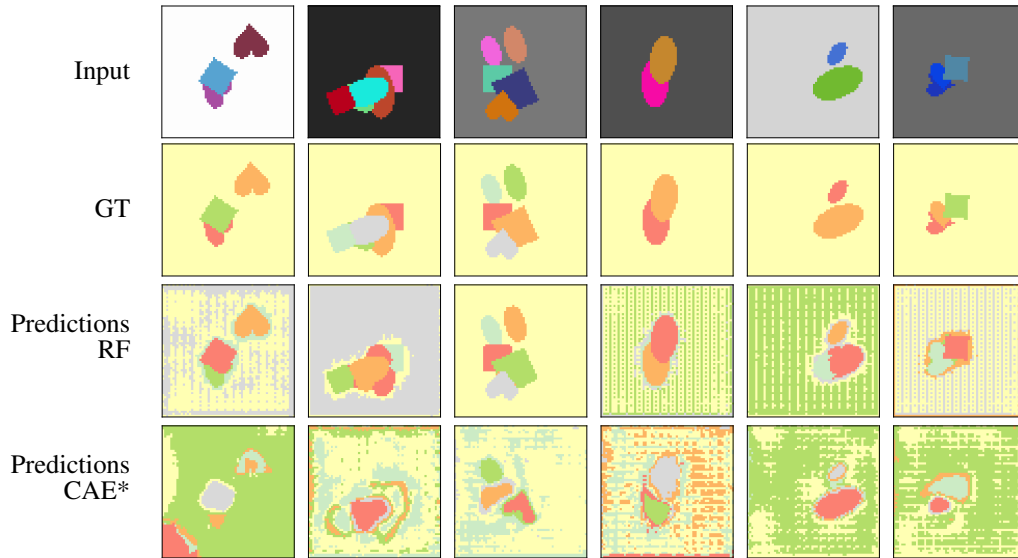 Input
GT
Predictions
RF
Predictions
CAE*